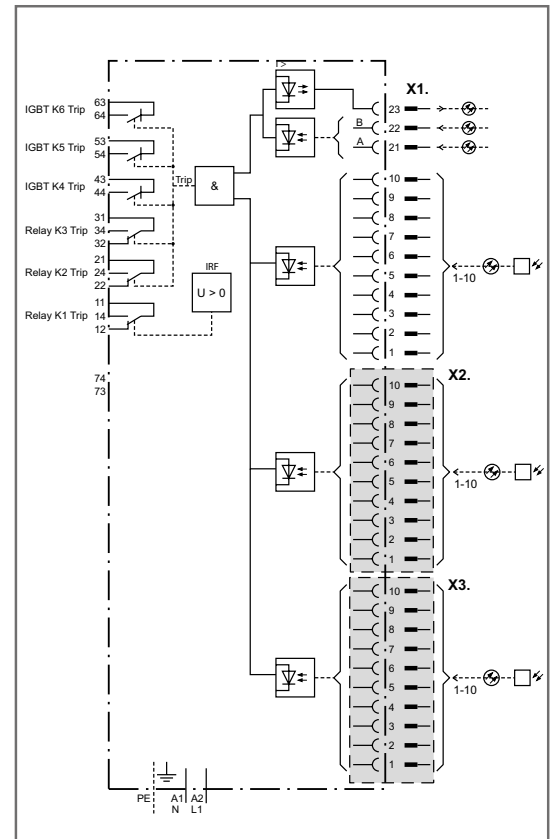 I>
X1.
IGBT K6 Trip
63
64
IGBT K5 Trip
53
54
IGBT K4 Trip
43
44
Relay K3 Trip
31
34
32
Relay K2 Trip
21
24
22
Relay K1 Trip
11
14
12
74
73
Trip
&
IRF
U > 0
23
B
22
A
21
10
9
8
7
6
5
4
3
2
1
1-10
X2.
10
9
8
7
6
5
4
3
2
1
1-10
X3.
10
9
8
7
6
5
4
3
2
1
1-10
PE
A1
A2
N
L1